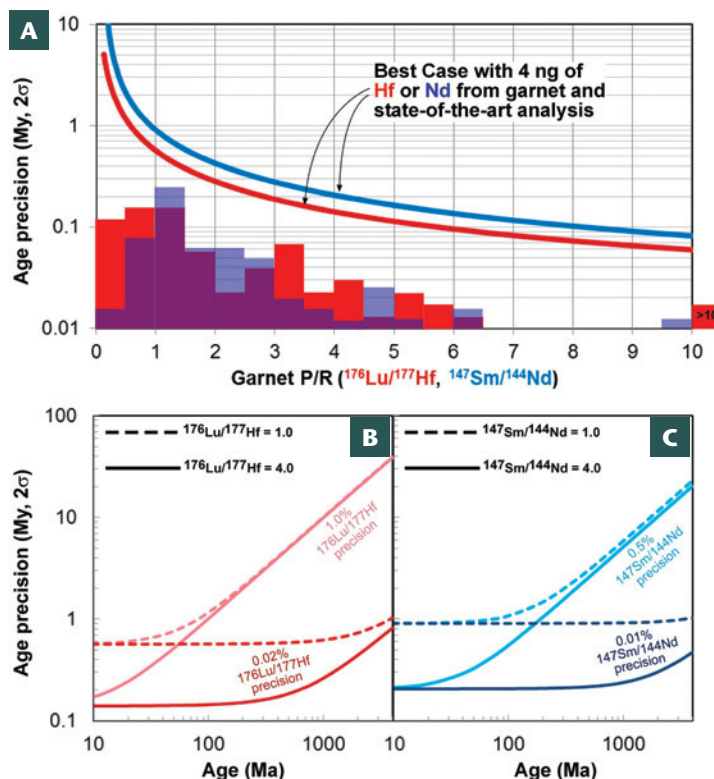 A
Age precision (My, 2σ)
10
1
0.1
0.01
Best Case with 4 ng of
Hf or Nd from garnet and
state-of-the-art analysis
>10
0 1 2 3 4 5 6 7 8 9 10
Garnet P/R (¹⁷⁶Lu/¹⁷⁷Hf, ¹⁴⁷Sm/¹⁴⁴Nd)
B
Age precision (My, 2σ)
100
10
1
0.1
¹⁷⁶Lu/¹⁷⁷Hf = 1.0
¹⁷⁶Lu/¹⁷⁷Hf = 4.0
1.0%
176Lu/177Hf
precision
0.02%
176Lu/177Hf
precision
10 100 1000
Age (Ma)
C
¹⁴⁷Sm/¹⁴⁴Nd = 1.0
¹⁴⁷Sm/¹⁴⁴Nd = 4.0
0.5%
147Sm/144Nd
precision
0.01%
147Sm/144Nd
precision
10 100 1000
Age (Ma)